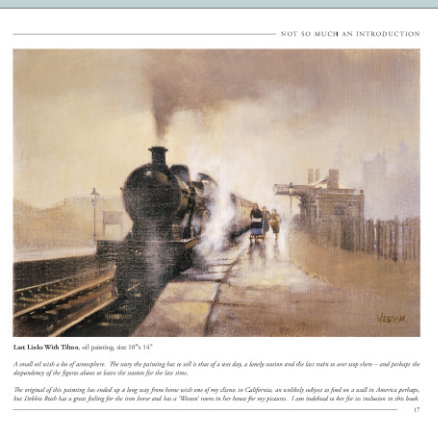 NOT SO MUCH AN INTRODUCTION
WESTON.
Last Links With Tilton. oil painting, size 10"x 14"
A small oil with a lot of atmosphere. The story the painting has to sell is that of a wet day, a lonely station and the last train to ever stop there – and perhaps the
despondency of the figures about to leave the station for the last time.
The original of this painting has ended up a long way from home with one of my clients in California, an unlikely subject to find on a wall in America perhaps,
but Debbie Ruth has a great feeling for the iron horse and has a 'Weston' room in her house for my pictures. I am indebted to her for its inclusion in this book.
17